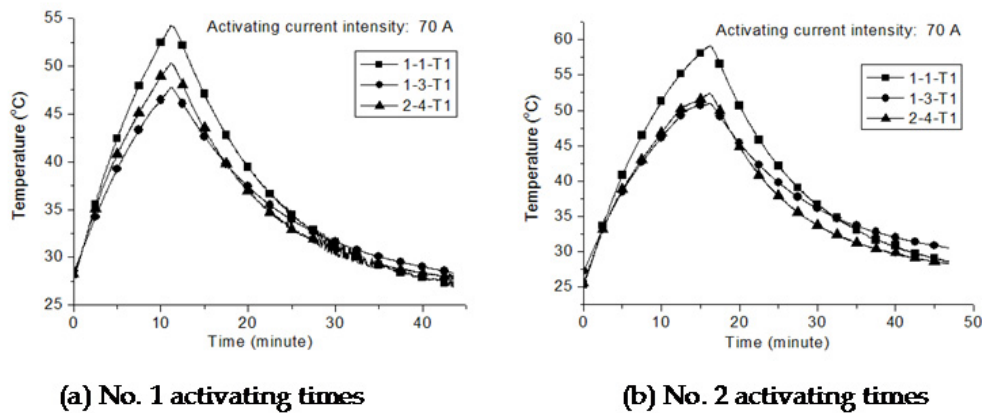 Activating current intensity: 70 A
1-1-T1
1-3-T1
2-4-T1
Temperature (°C)
55
50
45
40
35
30
25
0
10
20
30
40
Time (minute)
(a) No. 1 activating times
Activating current intensity: 70 A
1-1-T1
1-3-T1
2-4-T1
Temperature (°C)
60
55
50
45
40
35
30
25
0
10
20
30
40
50
Time (minute)
(b) No. 2 activating times